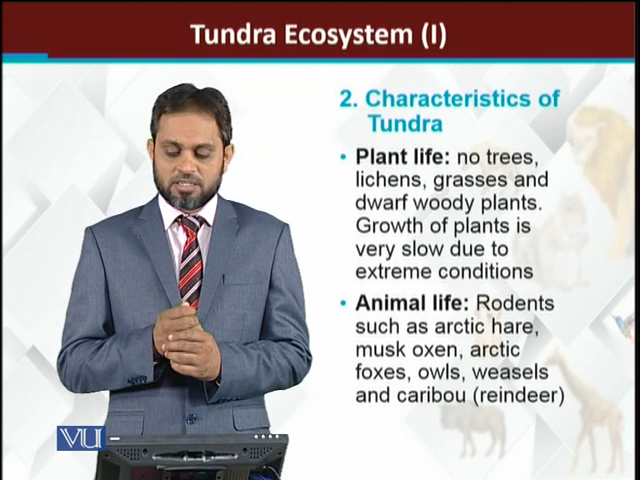 Tundra Ecosystem (I)
2. Characteristics of
Tundra
• Plant life: no trees,
lichens, grasses and
dwarf woody plants.
Growth of plants is
very slow due to
extreme conditions
• Animal life: Rodents
such as arctic hare,
musk oxen, arctic
foxes, owls, weasels
and caribou (reindeer)
VU